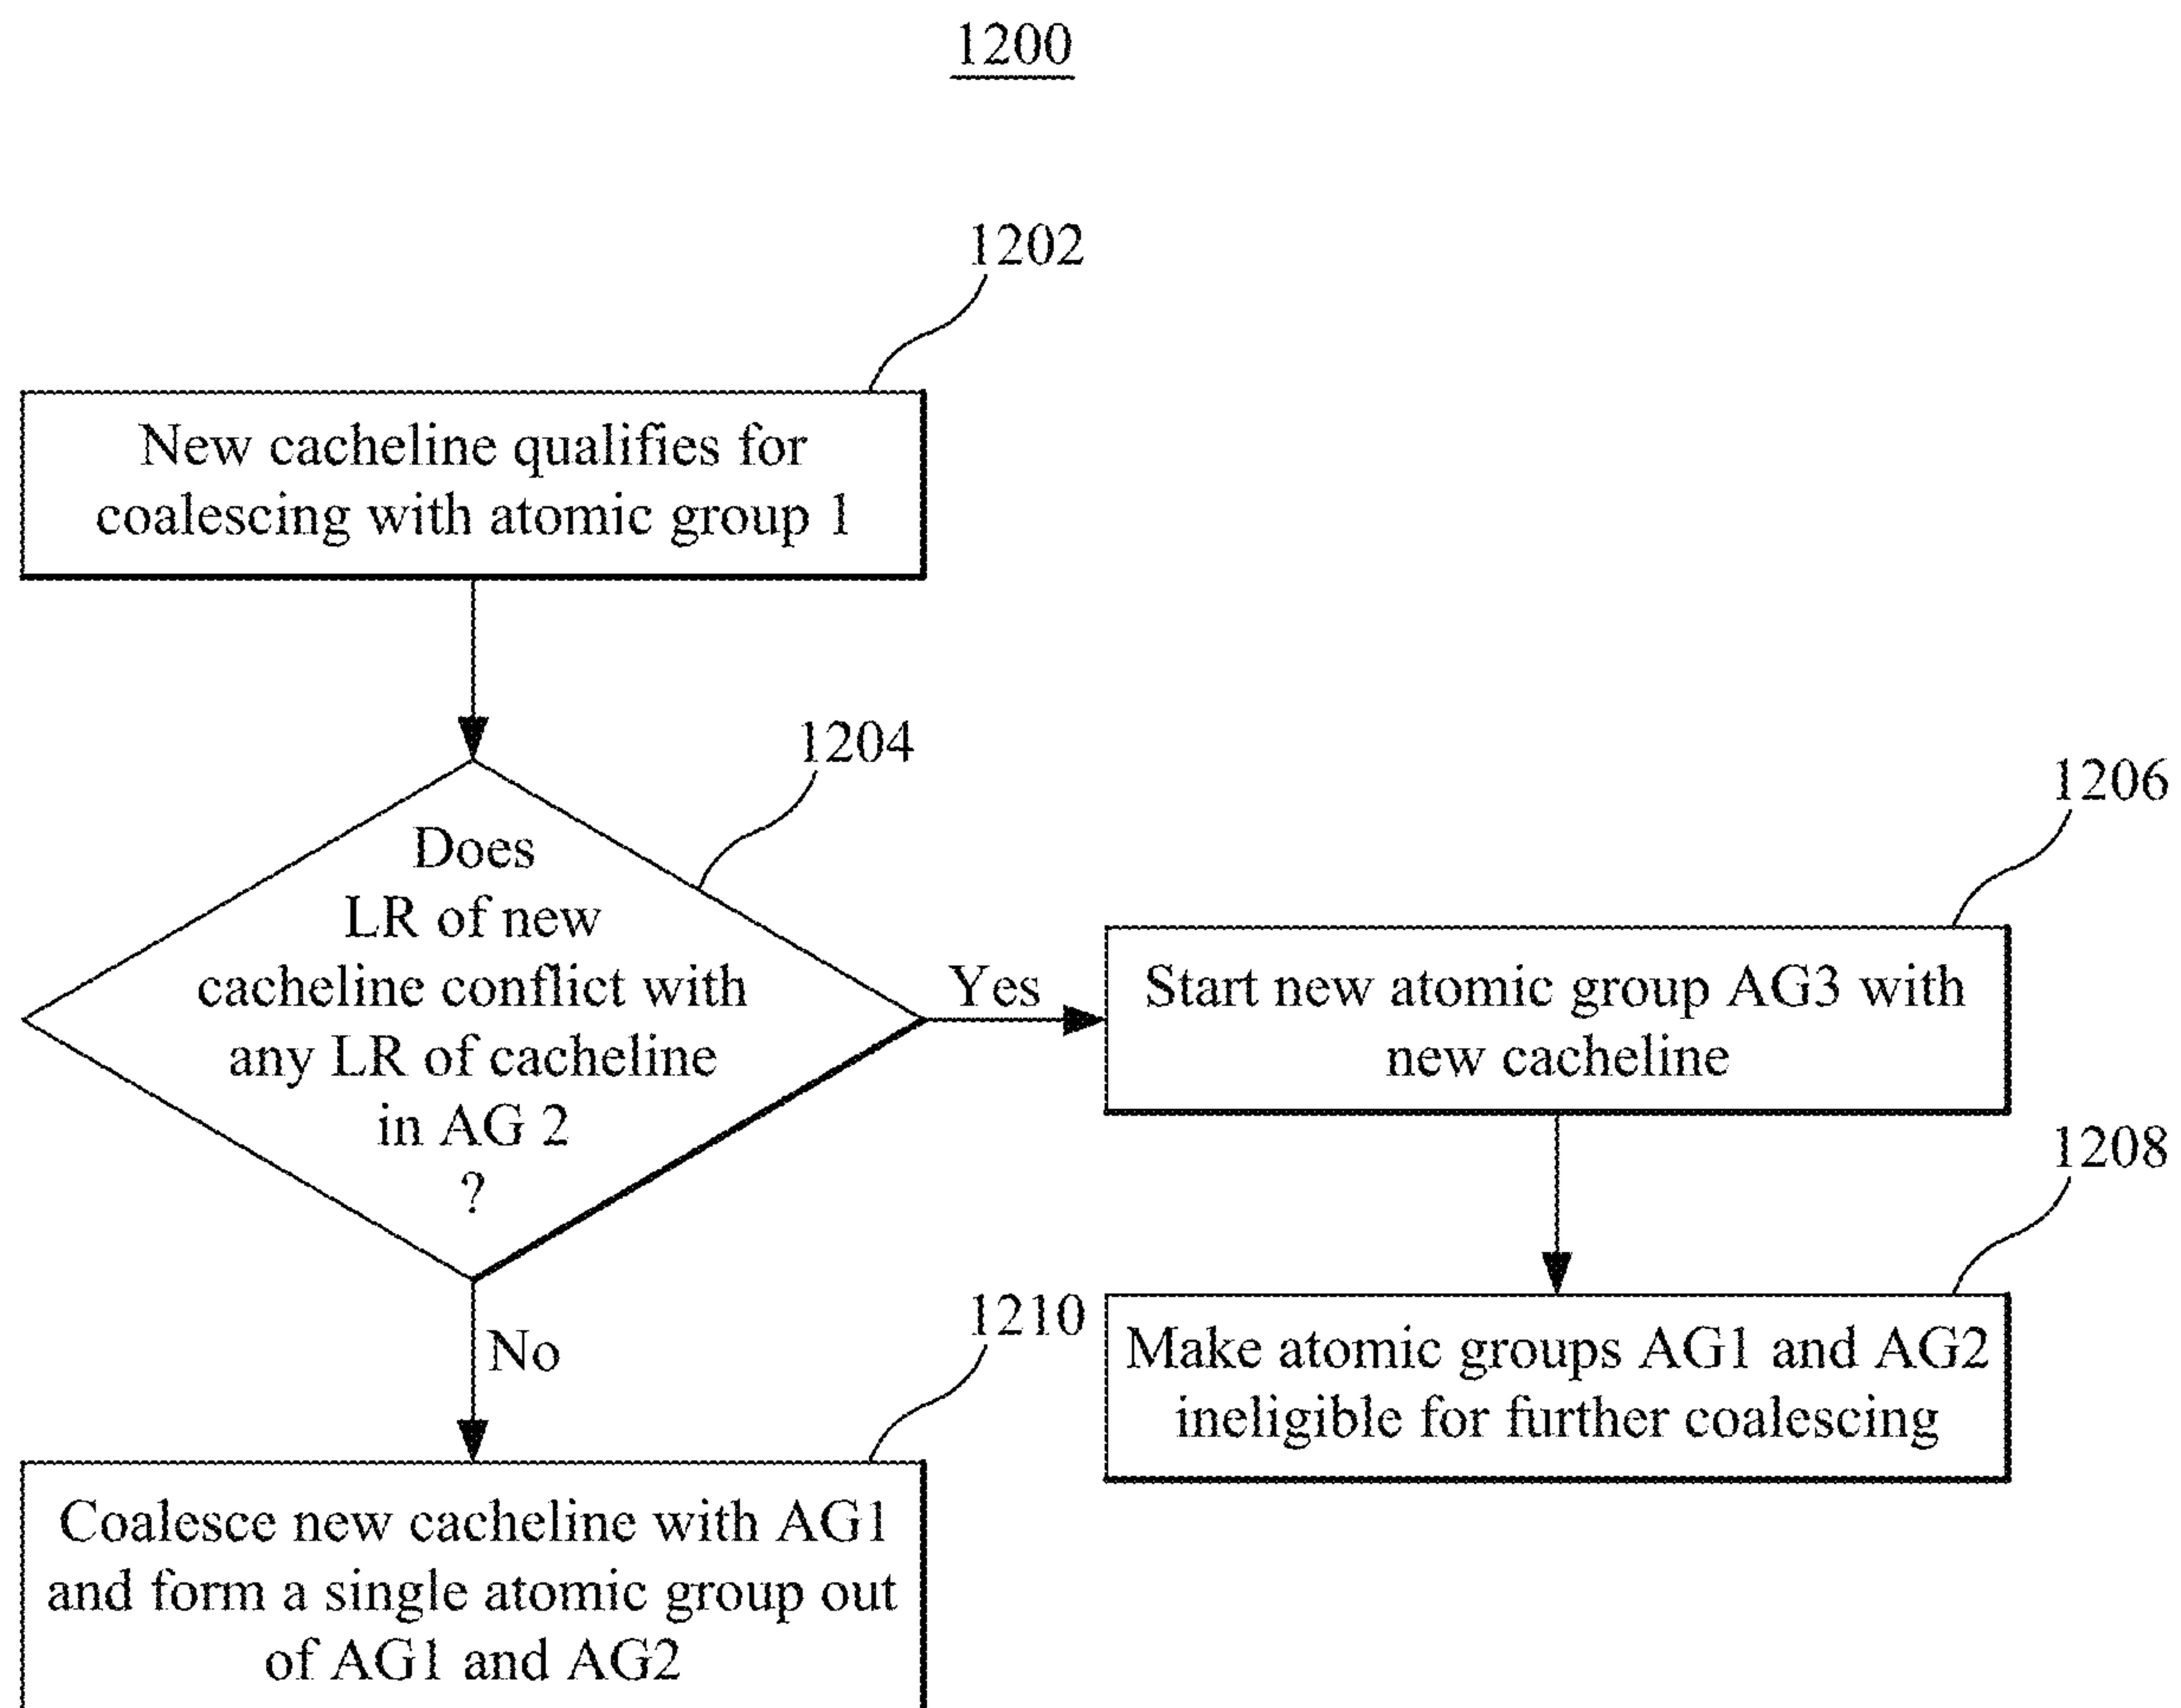 1200
1202
New cacheline qualifies for
coalescing with atomic group 1
1204
Does
LR of new
cacheline conflict with
any LR of cacheline
in AG 2
?
Yes
1206
Start new atomic group AG3 with
new cacheline
1208
Make atomic groups AG1 and AG2
ineligible for further coalescing
No
1210
Coalesce new cacheline with AG1
and form a single atomic group out
of AG1 and AG2